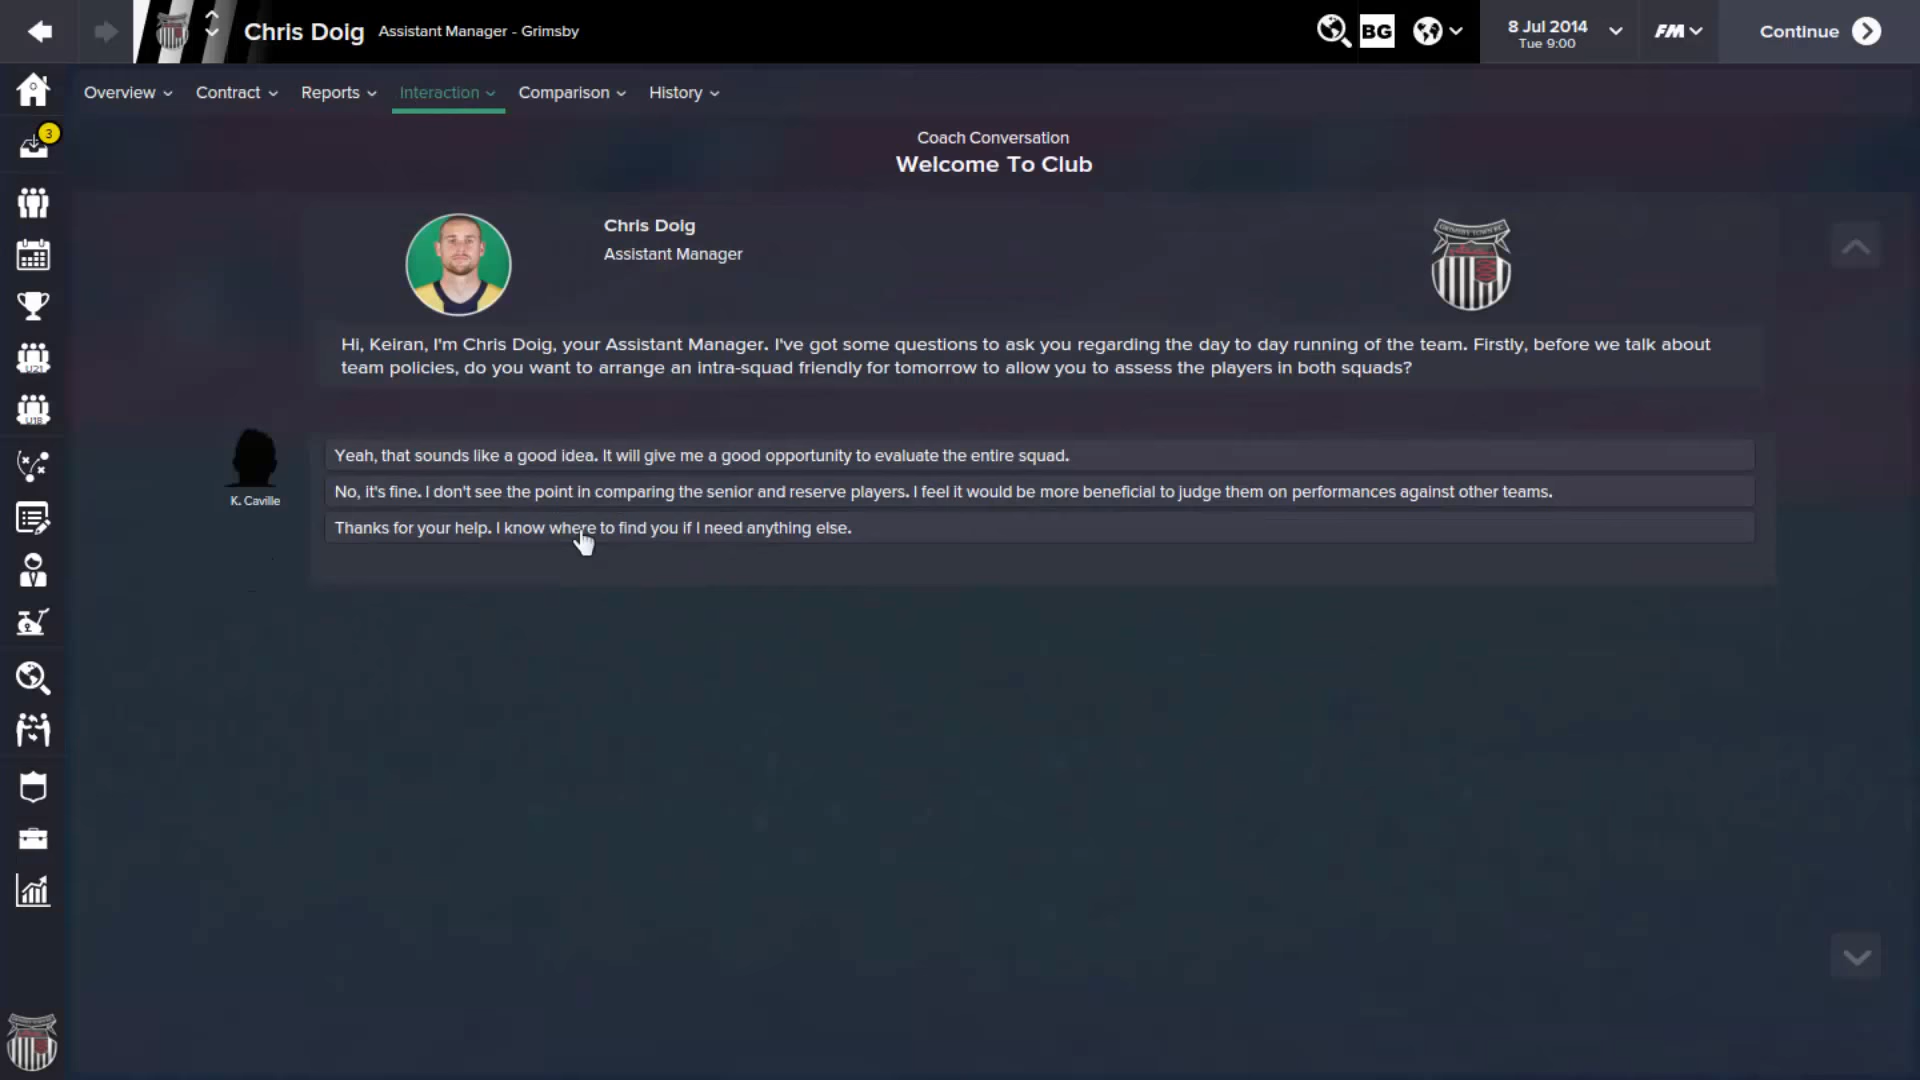 Chris Doig
Assistant Manager - Grimsby
BG
8 Jul 2014
Tue 9:00
FM
Continue
Overview
Contract
Reports
Interaction
Comparison
History
3
Coach Conversation
Welcome To Club
Chris Doig
Assistant Manager
GRIMSBY TOWN FC
Hi, Keiran, I'm Chris Doig, your Assistant Manager. I've got some questions to ask you regarding the day to day running of the team. Firstly, before we talk about
team policies, do you want to arrange an intra-squad friendly for tomorrow to allow you to assess the players in both squads?
K. Caville
Yeah, that sounds like a good idea. It will give me a good opportunity to evaluate the entire squad.
No, it's fine. I don't see the point in comparing the senior and reserve players. I feel it would be more beneficial to judge them on performances against other teams.
Thanks for your help. I know where to find you if I need anything else.
U21
U18